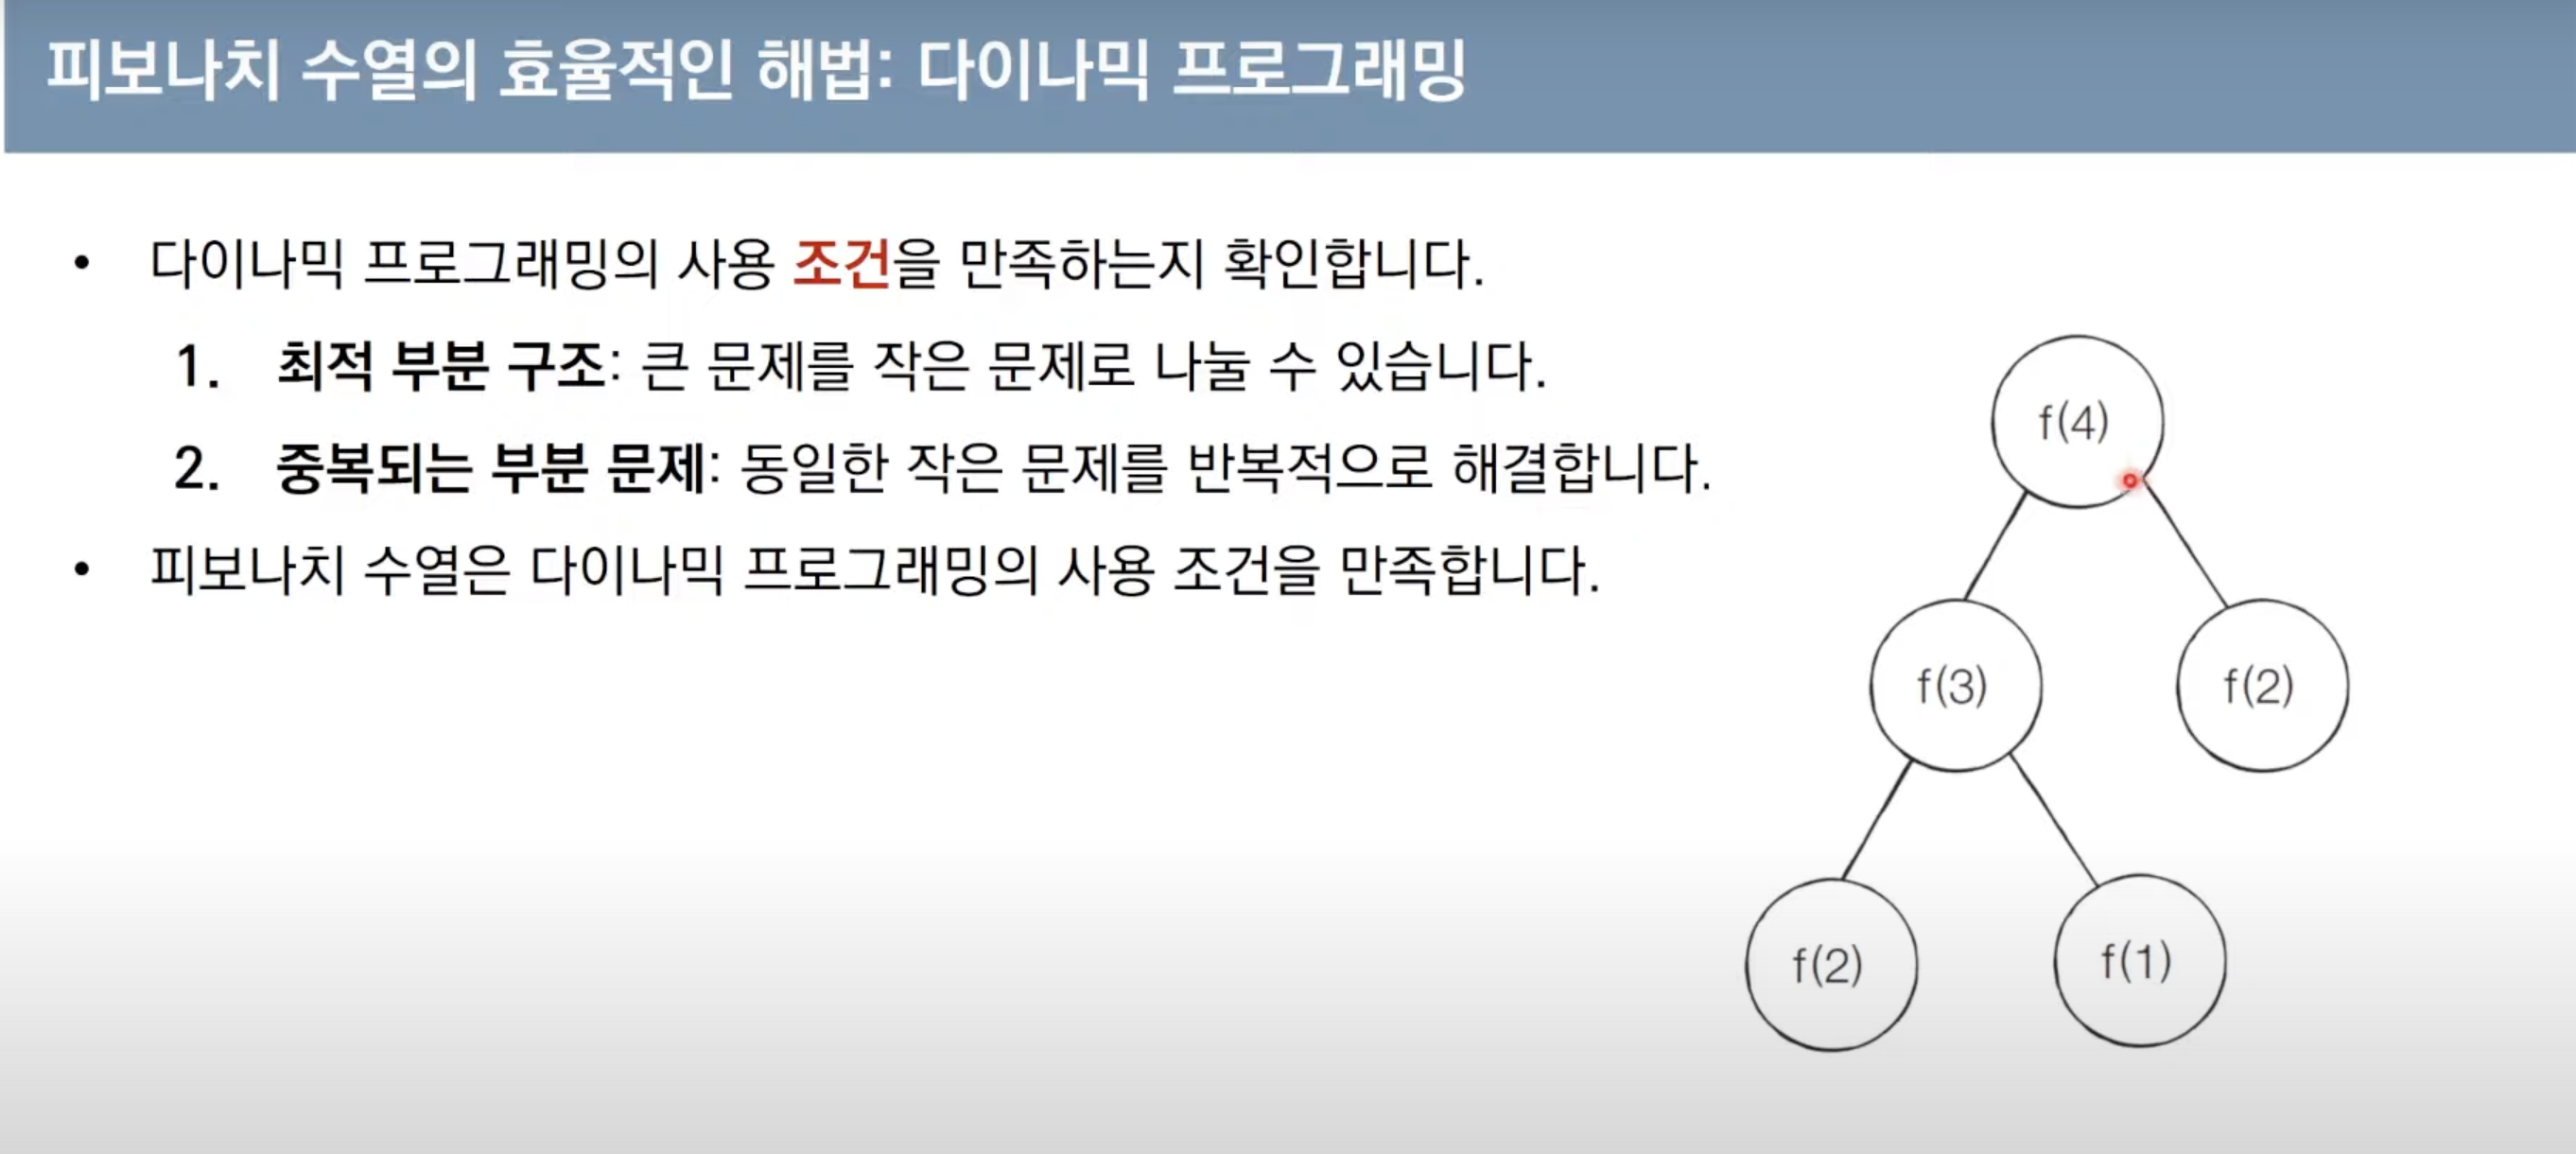 피보나치 수열의 효율적인 해법: 다이나믹 프로그래밍
• 다이나믹 프로그래밍의 사용 조건을 만족하는지 확인합니다.
1. 최적 부분 구조: 큰 문제를 작은 문제로 나눌 수 있습니다.
2. 중복되는 부분 문제: 동일한 작은 문제를 반복적으로 해결합니다.
• 피보나치 수열은 다이나믹 프로그래밍의 사용 조건을 만족합니다.
f(4)
f(3) f(2)
f(2) f(1)